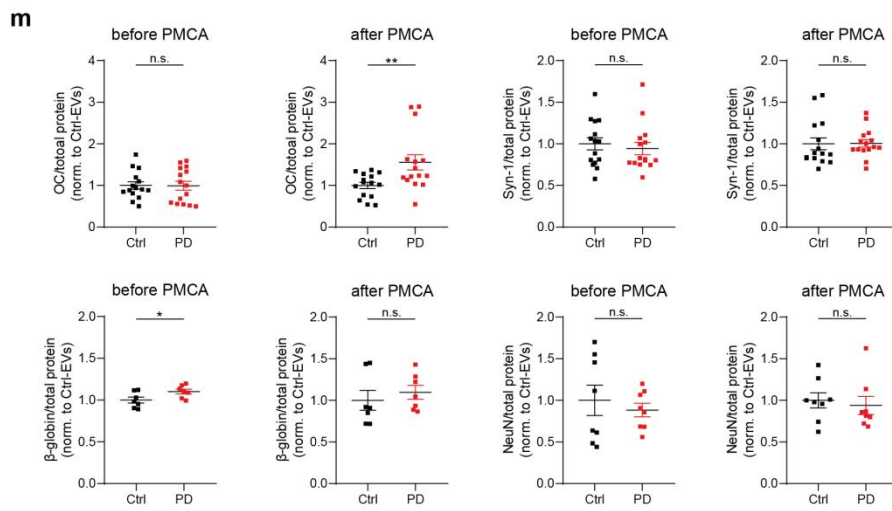 m
before PMCA
n.s.
OC/totoal protein
(norm. to Ctrl-EVs)
4
3
2
1
0
Ctrl PD
after PMCA
**
OC/totoal protein
(norm. to Ctrl-EVs)
4
3
2
1
0
Ctrl PD
before PMCA
n.s.
Syn-1/total protein
(norm. to Ctrl-EVs)
2.0
1.5
1.0
0.5
0.0
Ctrl PD
after PMCA
n.s.
Syn-1/total protein
(norm. to Ctrl-EVs)
2.0
1.5
1.0
0.5
0.0
Ctrl PD
before PMCA
*
β-globin/total protein
(norm. to Ctrl-EVs)
2.0
1.5
1.0
0.5
0.0
Ctrl PD
after PMCA
n.s.
β-globin/total protein
(norm. to Ctrl-EVs)
2.0
1.5
1.0
0.5
0.0
Ctrl PD
before PMCA
n.s.
NeuN/total protein
(norm. to Ctrl-EVs)
2.0
1.5
1.0
0.5
0.0
Ctrl PD
after PMCA
n.s.
NeuN/total protein
(norm. to Ctrl-EVs)
2.0
1.5
1.0
0.5
0.0
Ctrl PD